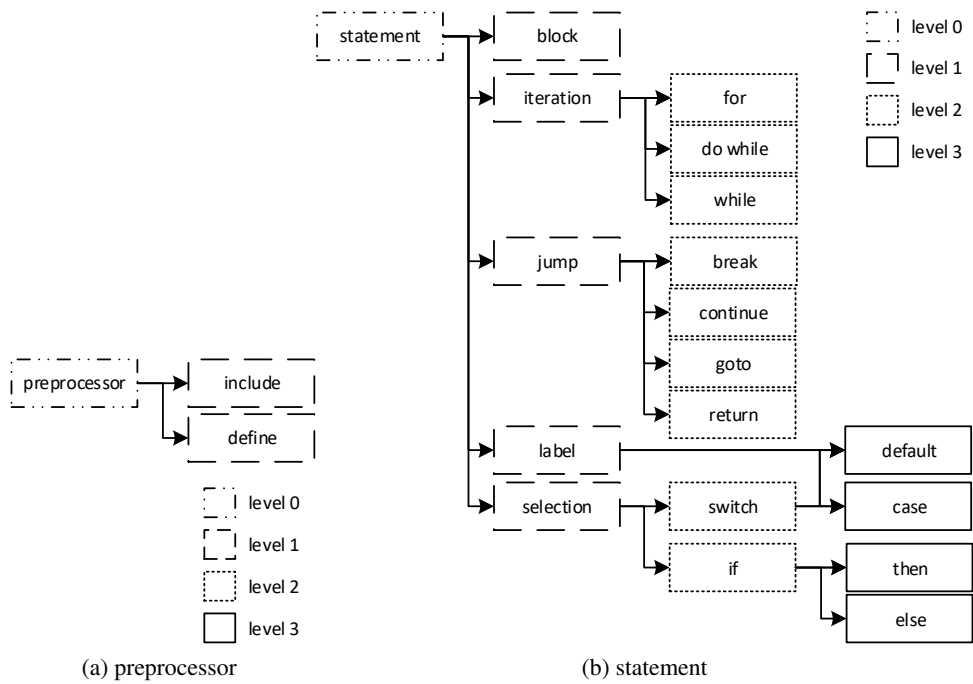 statement
block
iteration
for
do while
while
jump
break
continue
goto
return
label
default
selection
switch
case
if
then
else
level 0
level 1
level 2
level 3
preprocessor
include
define
level 0
level 1
level 2
level 3
(a) preprocessor
(b) statement